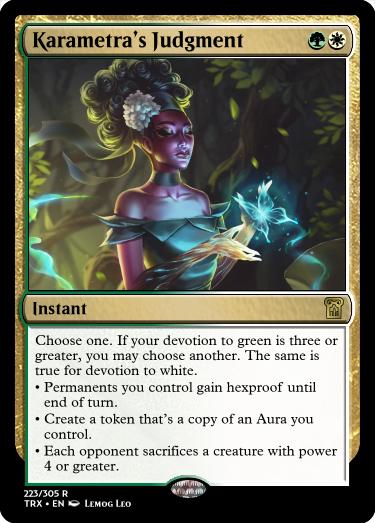 Karametra's Judgment
Instant
Choose one. If your devotion to green is three or
greater, you may choose another. The same is
true for devotion to white.
• Permanents you control gain hexproof until
end of turn.
• Create a token that's a copy of an Aura you
control.
• Each opponent sacrifices a creature with power
4 or greater.
223/305 R
TRX • EN Lemog Leo